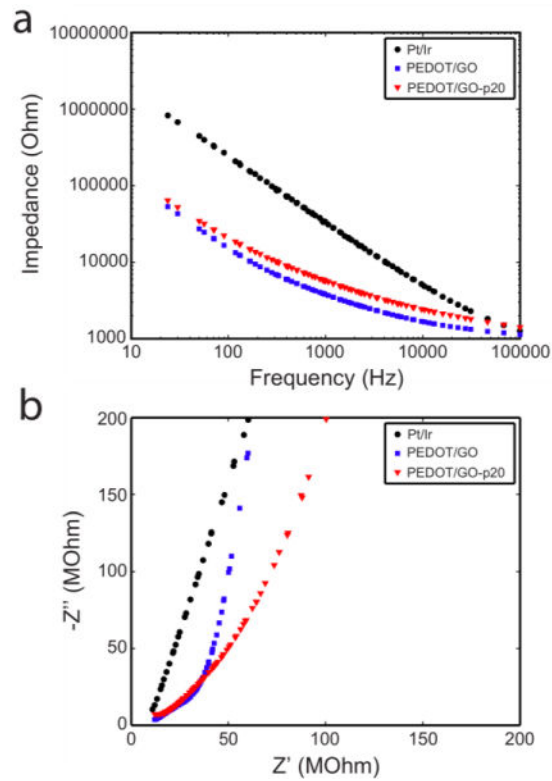 a
10000000
Pt/Ir
PEDOT/GO
PEDOT/GO-p20
1000000
100000
10000
1000
Impedance (Ohm)
10 100 1000 10000 100000
Frequency (Hz)
b
200
Pt/Ir
PEDOT/GO
PEDOT/GO-p20
150
100
50
0
-Z'' (MOhm)
0 50 100 150 200
Z' (MOhm)